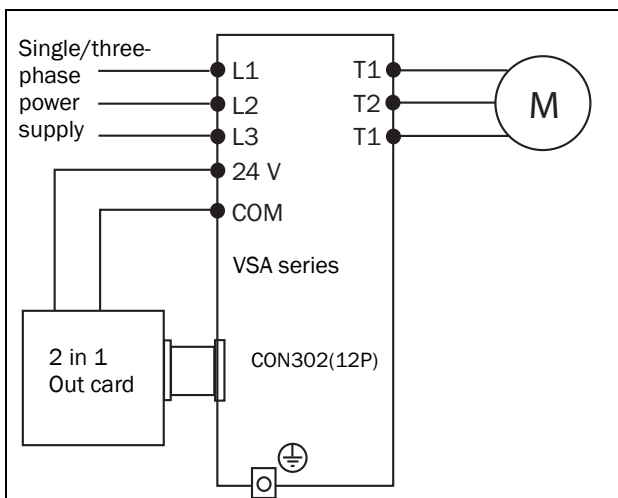 Single/three-
phase
power
supply
L1
L2
L3
24 V
COM
T1
T2
T1
M
VSA series
2 in 1
Out card
CON302(12P)